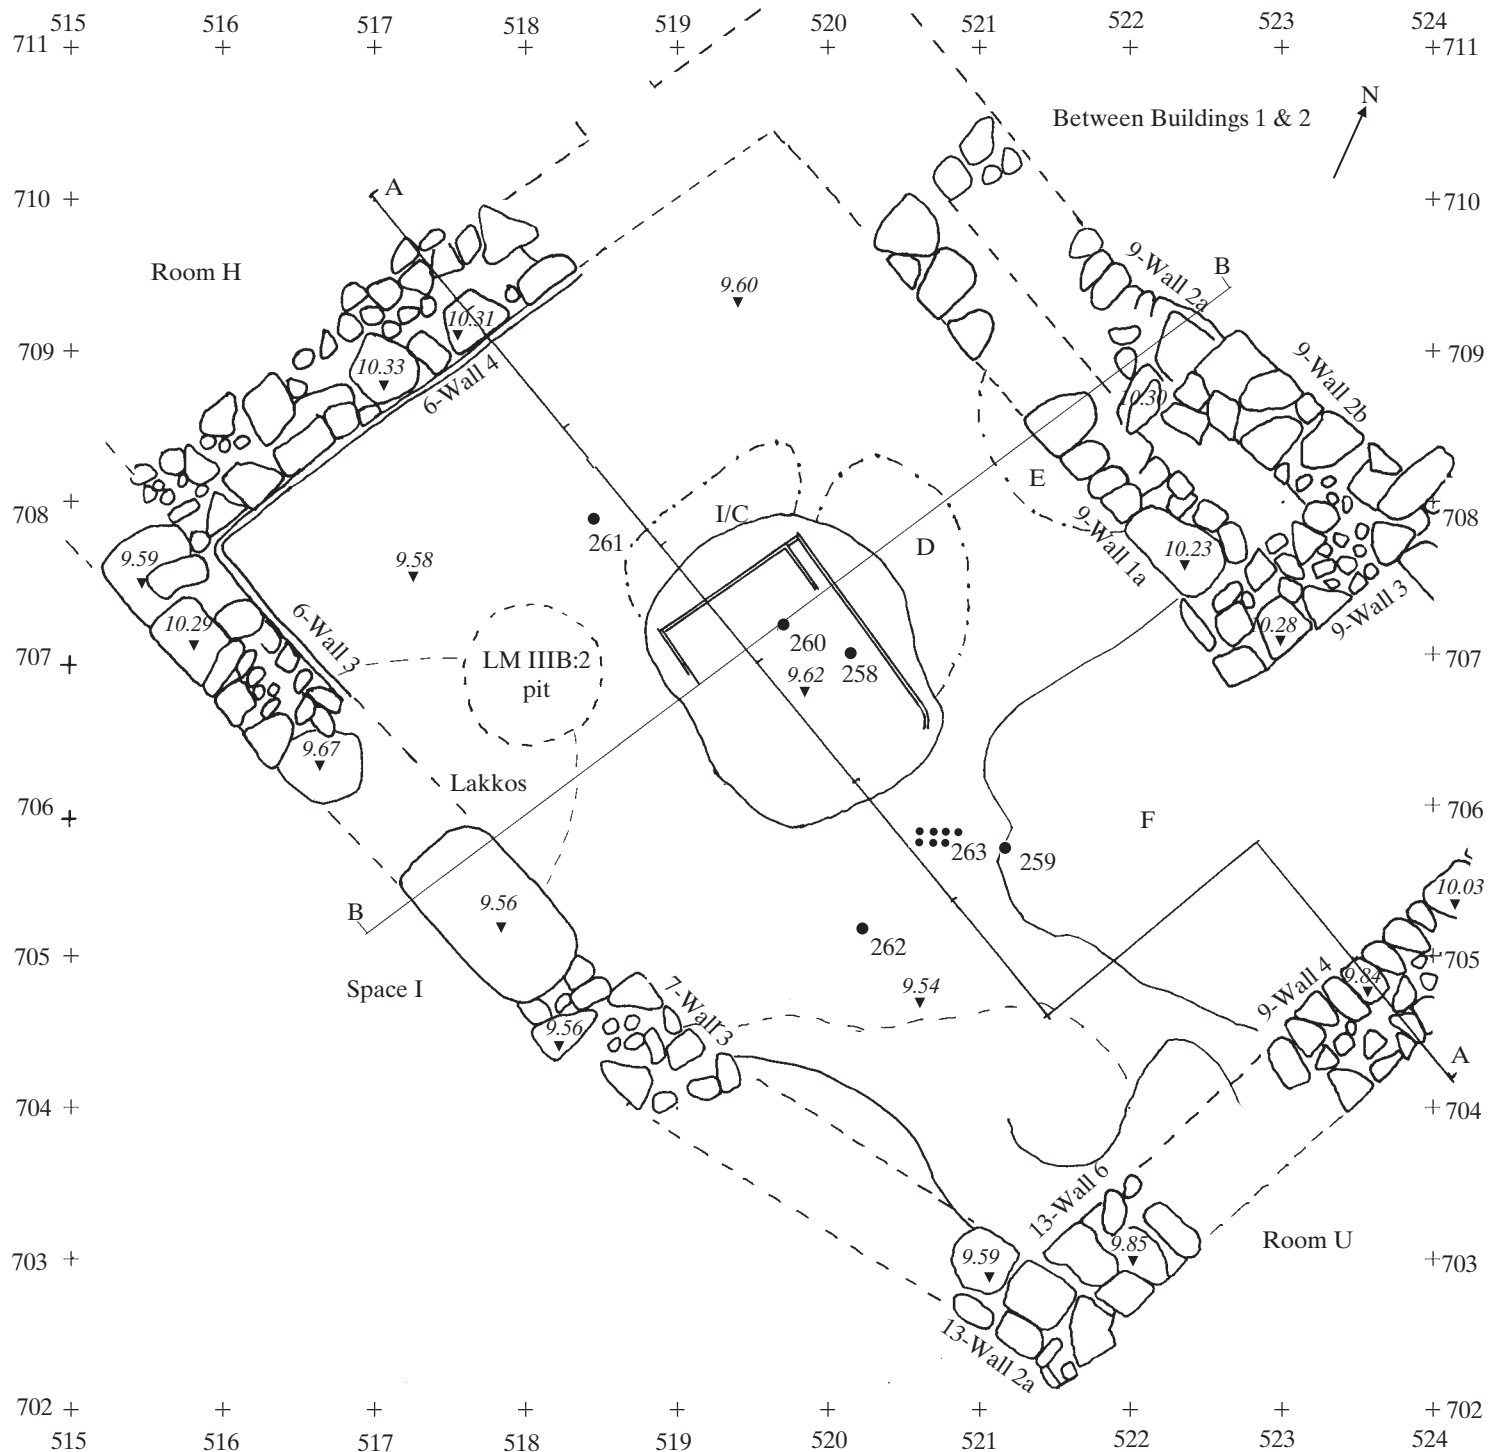 515 516 517 518 519 520 521 522 523 524
711 711
N
Between Buildings 1 & 2
A
710 710
Room H
9-Wall 2a
B
9.60
10.31
709 709
10.33
6-Wall 4
9-Wall 2b
10.30
E
I/C
708 708
261
D
9-Wall 1a
10.23
9.59
9.58
10.29
6-Wall 3
260
10.28
9-Wall 3
707 707
LM IIIB:2
pit
258
9.62
9.67
Lakkos
706 706
F
263
259
10.03
B
9.56
262
705 705
Space I
9.54
7-Wall 3
9-Wall 4
9.84
9.56
A
704 704
13-Wall 6
Room U
9.85
703 703
9.59
13-Wall 2a
702 702
515 516 517 518 519 520 521 522 523 524